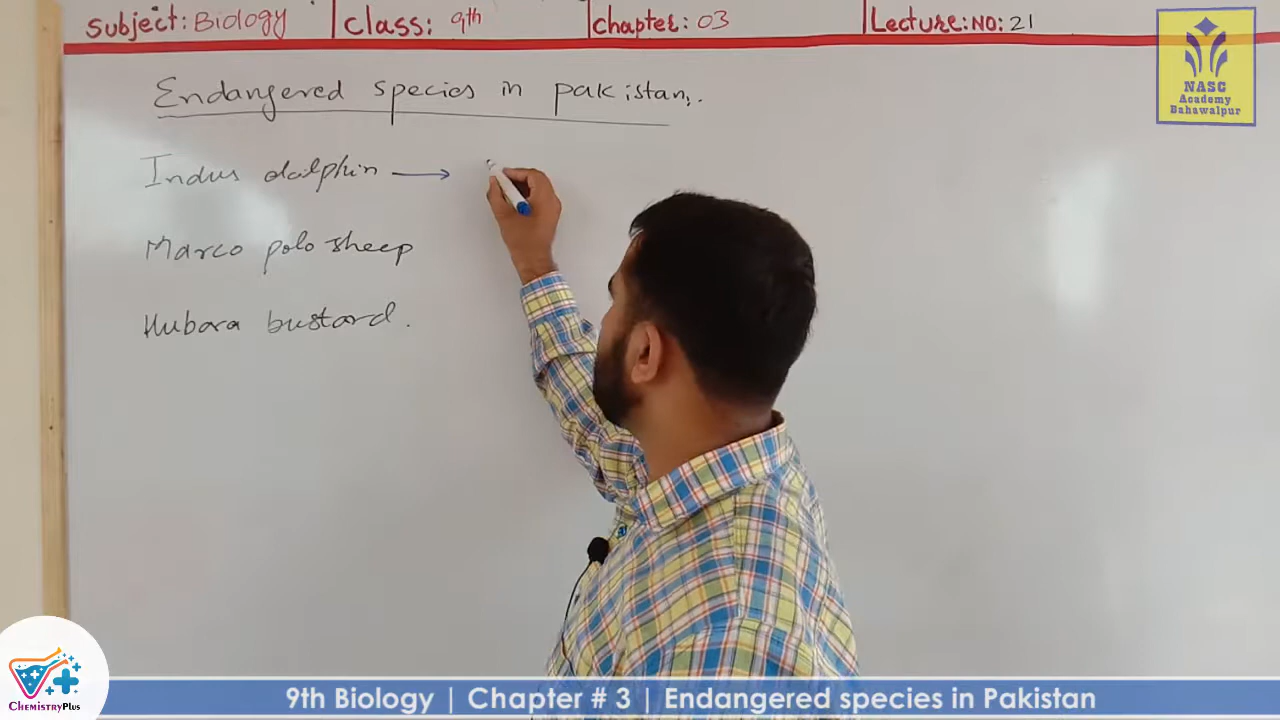 Subject: Biology | class: 9th | chapter: 03 | Lecture: NO: 21
NASC
Academy
Bahawalpur
Endangered species in pakistan,.
Indus dolphin →
Marco polo sheep
Hubara bustard.
9th Biology | Chapter # 3 | Endangered species in Pakistan
ChemistryPlus